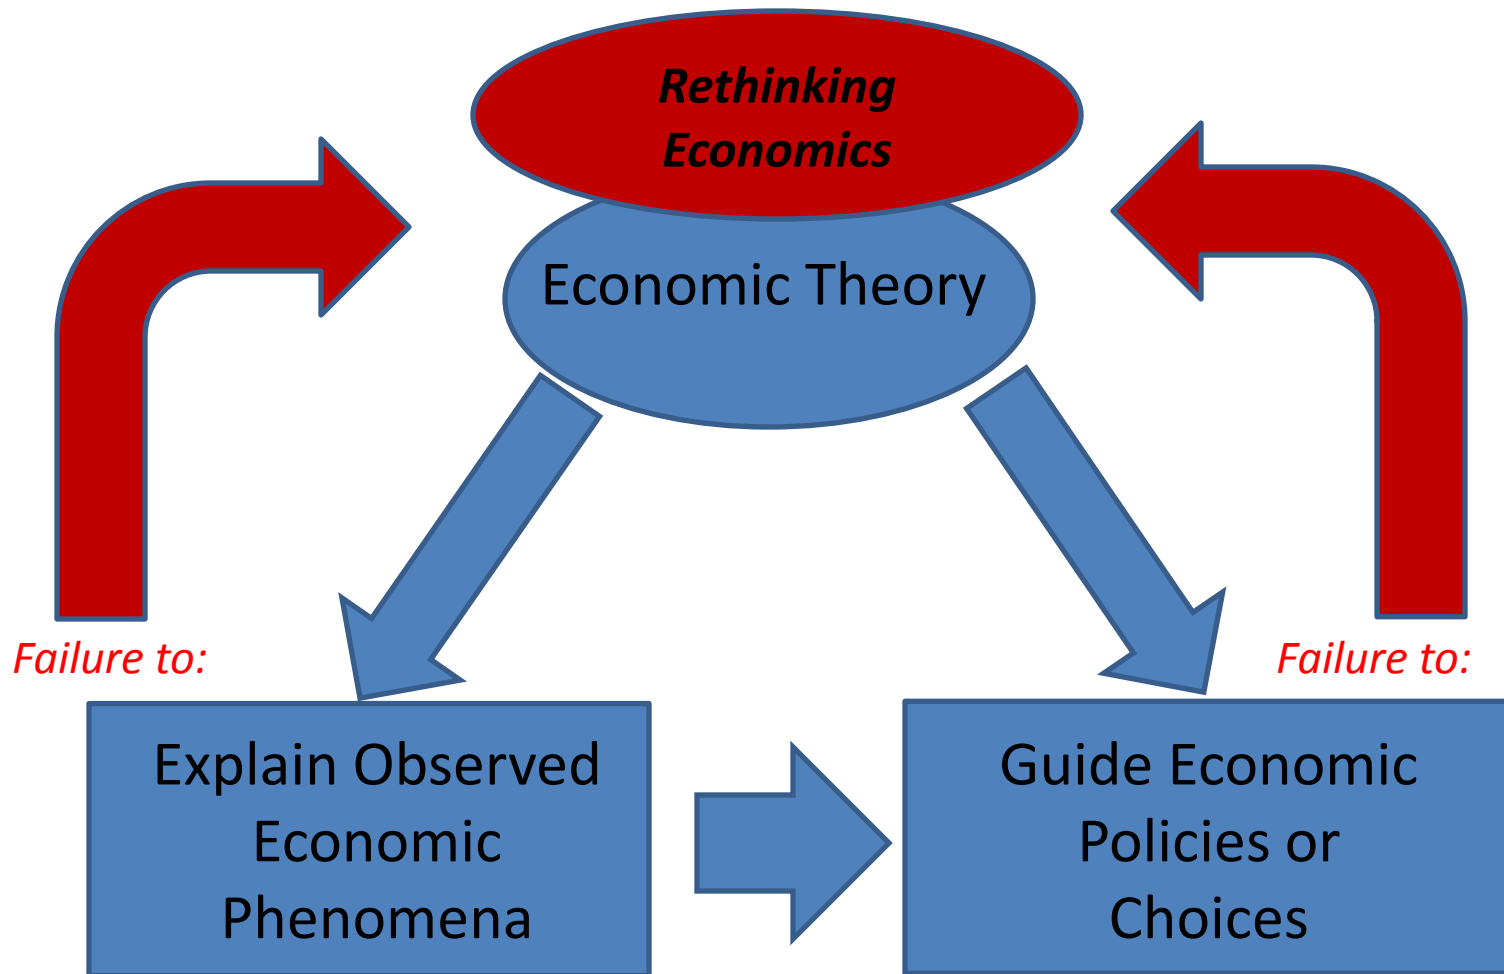 Rethinking
Economics
Economic Theory
Failure to:
Failure to:
Explain Observed
Economic
Phenomena
Guide Economic
Policies or
Choices